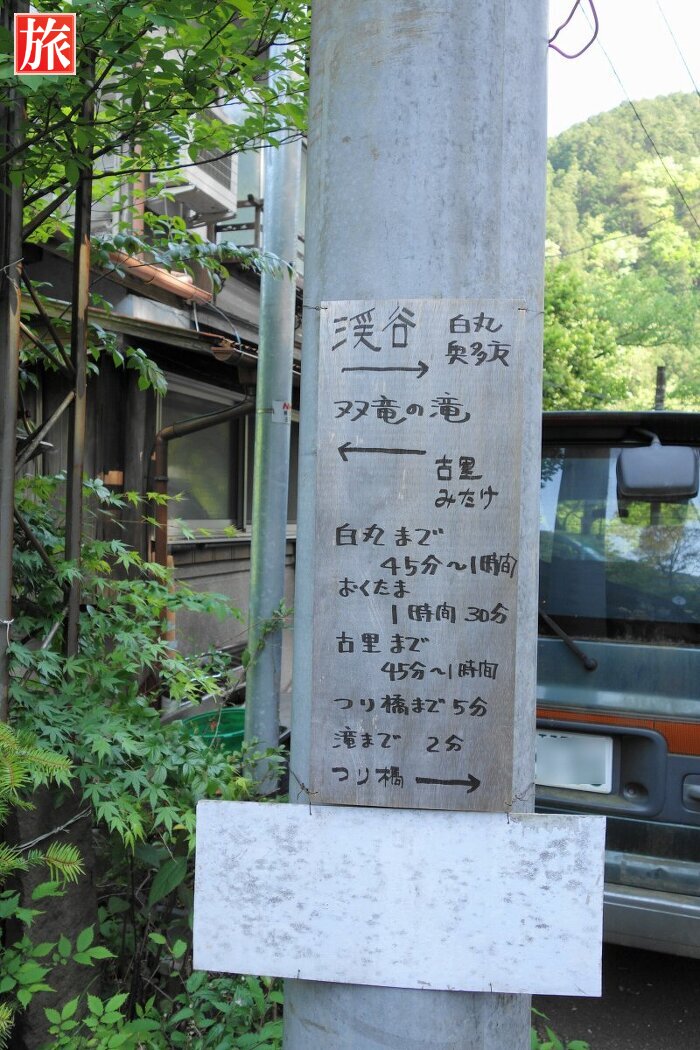 旅
渓谷 白丸
奥多摩
→
双竜の滝
←
古里
みたけ
白丸まで
45分〜1時間
おくたま
1時間30分
古里まで
45分〜1時間
つり橋まで5分
滝まで 2分
つり橋 →